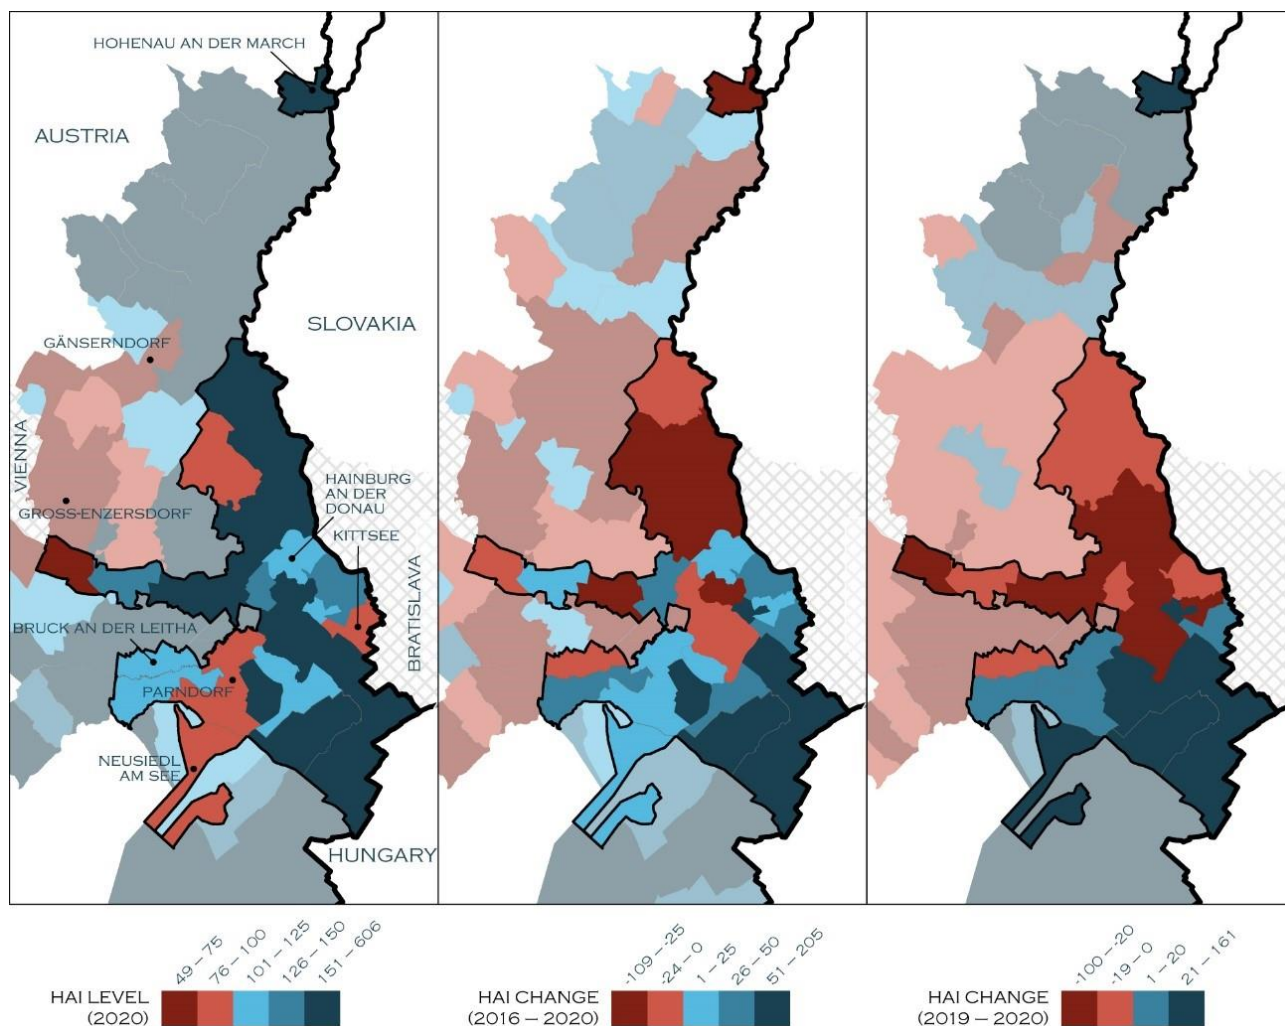 HOHENAU AN DER MARCH
AUSTRIA
SLOVAKIA
GÄNSERNDORF
VIENNA
HAINBURG
AN DER
DONAU
GROSS-ENZERSDORF
KITTSEE
BRATISLAVA
BRUCK AN DER LEITHA
PARNDORF
NEUSIEDL
AM SEE
HUNGARY
49 – 75
76 – 100
101 – 125
126 – 150
151 – 606
HAI LEVEL
(2020)
-109 – -25
-24 – 0
1 – 25
26 – 50
51 – 205
HAI CHANGE
(2016 – 2020)
-100 – -20
-19 – 0
1 – 20
21 – 161
HAI CHANGE
(2019 – 2020)